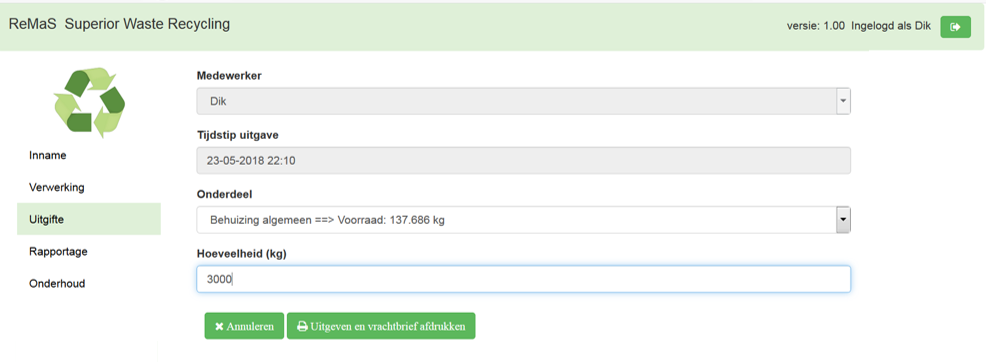 ReMaS Superior Waste Recycling
versie: 1.00 Ingelogd als Dik
Medewerker
Dik
Tijdstip uitgave
23-05-2018 22:10
Inname
Verwerking
Uitgifte
Rapportage
Onderhoud
Onderdeel
Behuizing algemeen ==> Voorraad: 137.686 kg
Hoeveelheid (kg)
3000
Annuleren
Uitgeven en vrachtbrief afdrukken